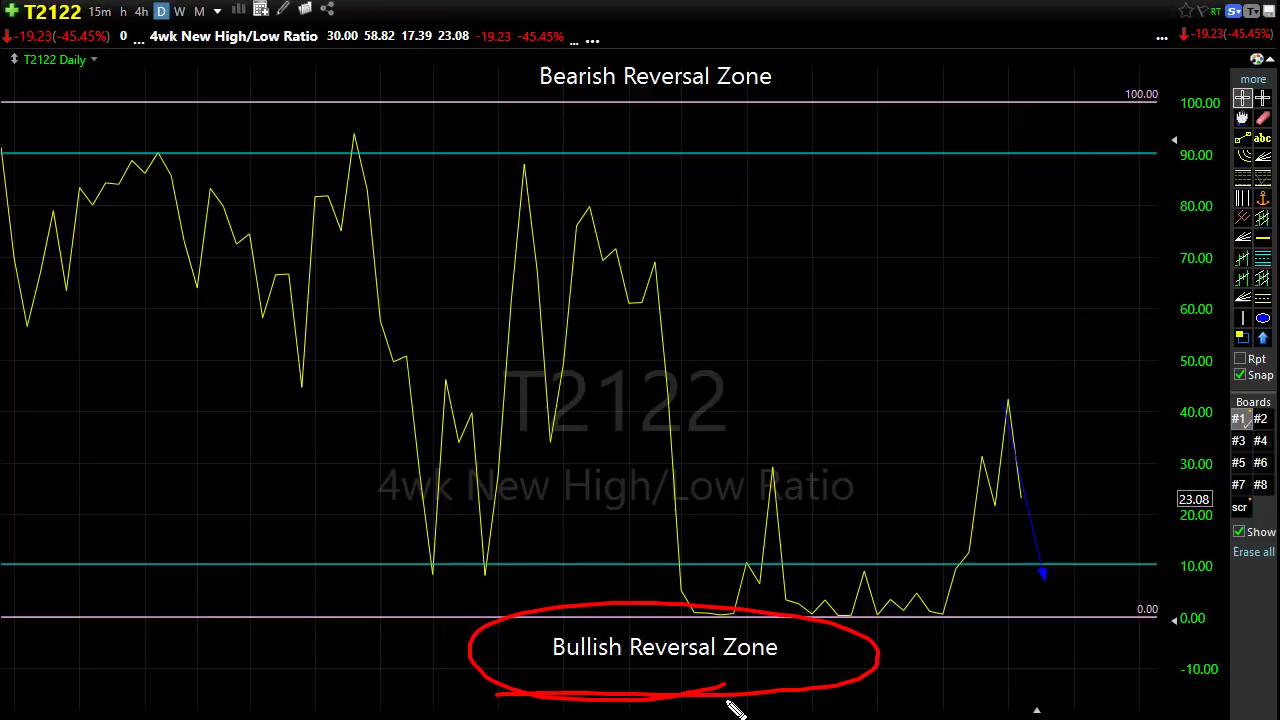 T2122 15m h 4h D W M
-19.23(-45.45%) 0 ... 4wk New High/Low Ratio 30.00 58.82 17.39 23.08 -19.23 -45.45% ... ... ... -19.23(-45.45%)
RT S T
T2122 Daily
Bearish Reversal Zone
more
100.00
100.00
abc
90.00
80.00
70.00
60.00
50.00
Rpt
Snap
T2122
Boards
40.00
#1 #2
#3 #4
30.00
#5 #6
4wk New High/Low Ratio
#7 #8
23.08
scr
20.00
Show
Erase all
10.00
0.00
0.00
Bullish Reversal Zone
-10.00